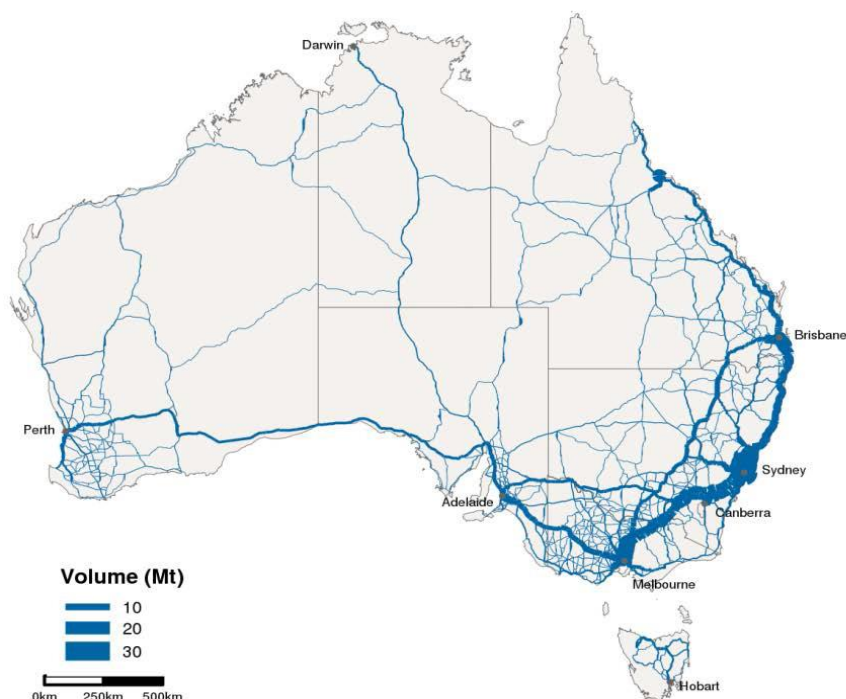 Darwin
Brisbane
Perth
Sydney
Adelaide
Canberra
Melbourne
Volume (Mt)
10
20
30
Hobart
0km 250km 500km